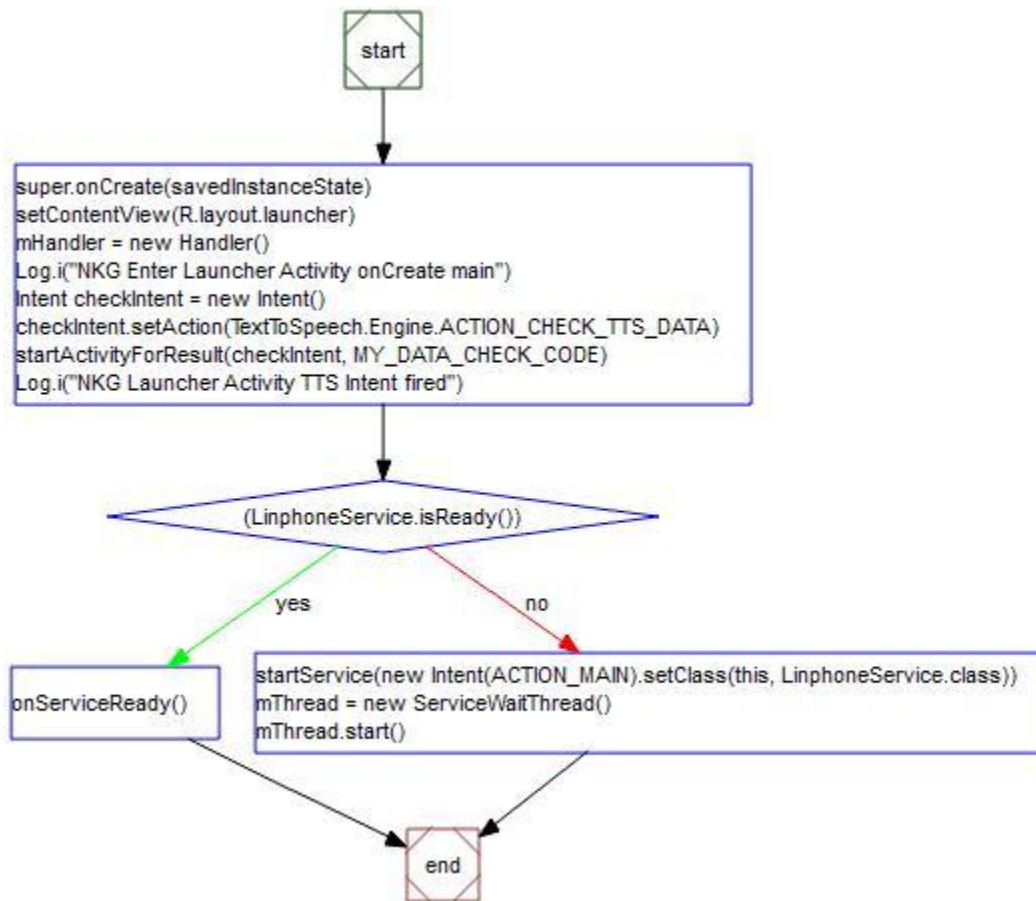 start
super.onCreate(savedInstanceState)
setContentView(R.layout.launcher)
mHandler = new Handler()
Log.i("NKG Enter Launcher Activity onCreate main")
Intent checkIntent = new Intent()
checkIntent.setAction(TextToSpeech.Engine.ACTION_CHECK_TTS_DATA)
startActivityForResult(checkIntent, MY_DATA_CHECK_CODE)
Log.i("NKG Launcher Activity TTS Intent fired")
(LinphoneService.isReady())
yes
no
onServiceReady()
startService(new Intent(ACTION_MAIN).setClass(this, LinphoneService.class))
mThread = new ServiceWaitThread()
mThread.start()
end